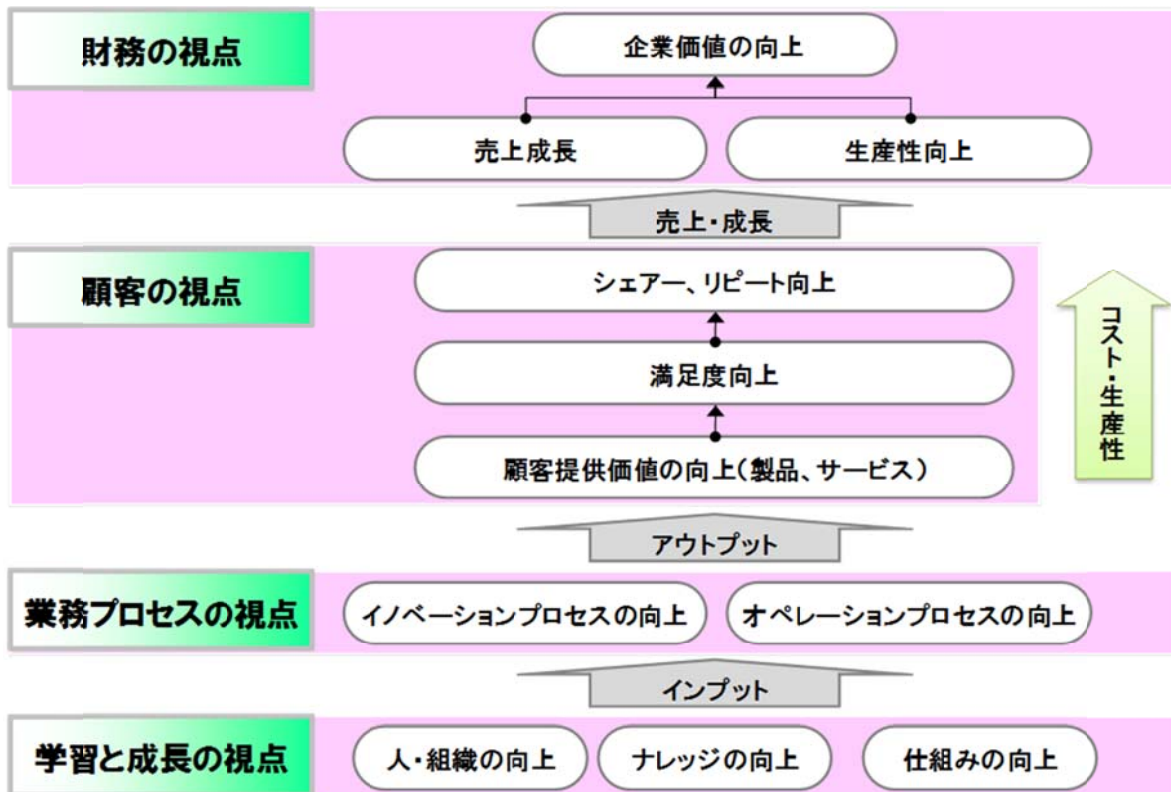 財務の視点
企業価値の向上
売上成長
生産性向上
売上・成長
顧客の視点
シェアー、リピート向上
満足度向上
顧客提供価値の向上(製品、サービス)
コスト・生産性
アウトプット
業務プロセスの視点
イノベーションプロセスの向上
オペレーションプロセスの向上
インプット
学習と成長の視点
人・組織の向上
ナレッジの向上
仕組みの向上